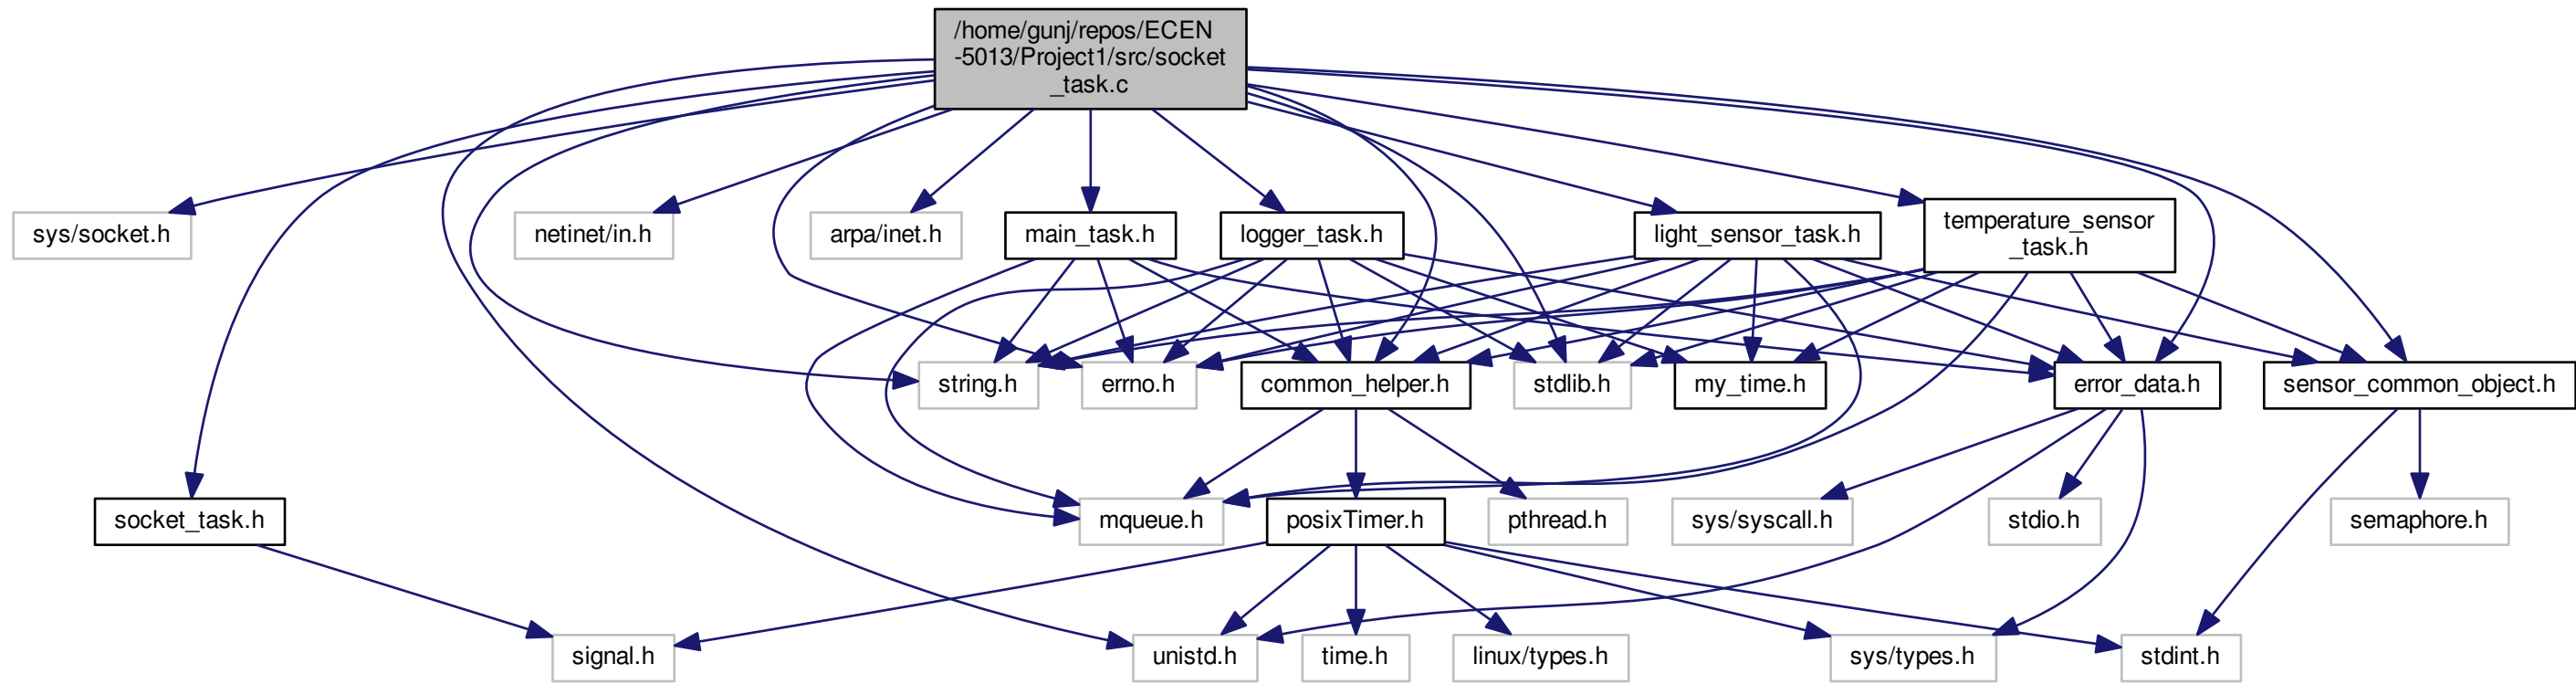 /home/gunj/repos/ECEN
-5013/Project1/src/socket
_task.c
sys/socket.h
netinet/in.h
arpa/inet.h
main_task.h
logger_task.h
light_sensor_task.h
temperature_sensor
_task.h
string.h
errno.h
common_helper.h
stdlib.h
my_time.h
error_data.h
sensor_common_object.h
socket_task.h
mqueue.h
posixTimer.h
pthread.h
sys/syscall.h
stdio.h
semaphore.h
signal.h
unistd.h
time.h
linux/types.h
sys/types.h
stdint.h